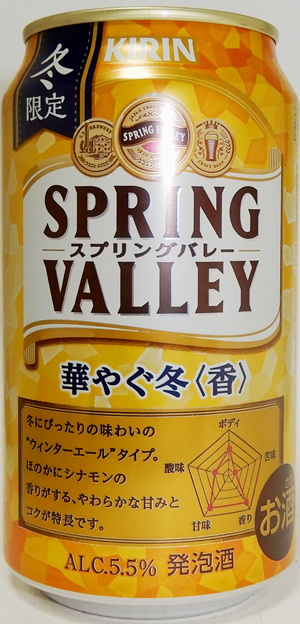 冬
限定
KIRIN
SPRING VALLEY
SPRING
スプリングバレー
VALLEY
華やぐ冬〈香〉
冬にぴったりの味わいの
“ウィンターエール”タイプ。
ほのかにシナモンの
香りがする、やわらかな甘みと
コクが特長です。
ボディ
酸味
苦味
甘味
香り
お酒
ALC.5.5% 発泡酒